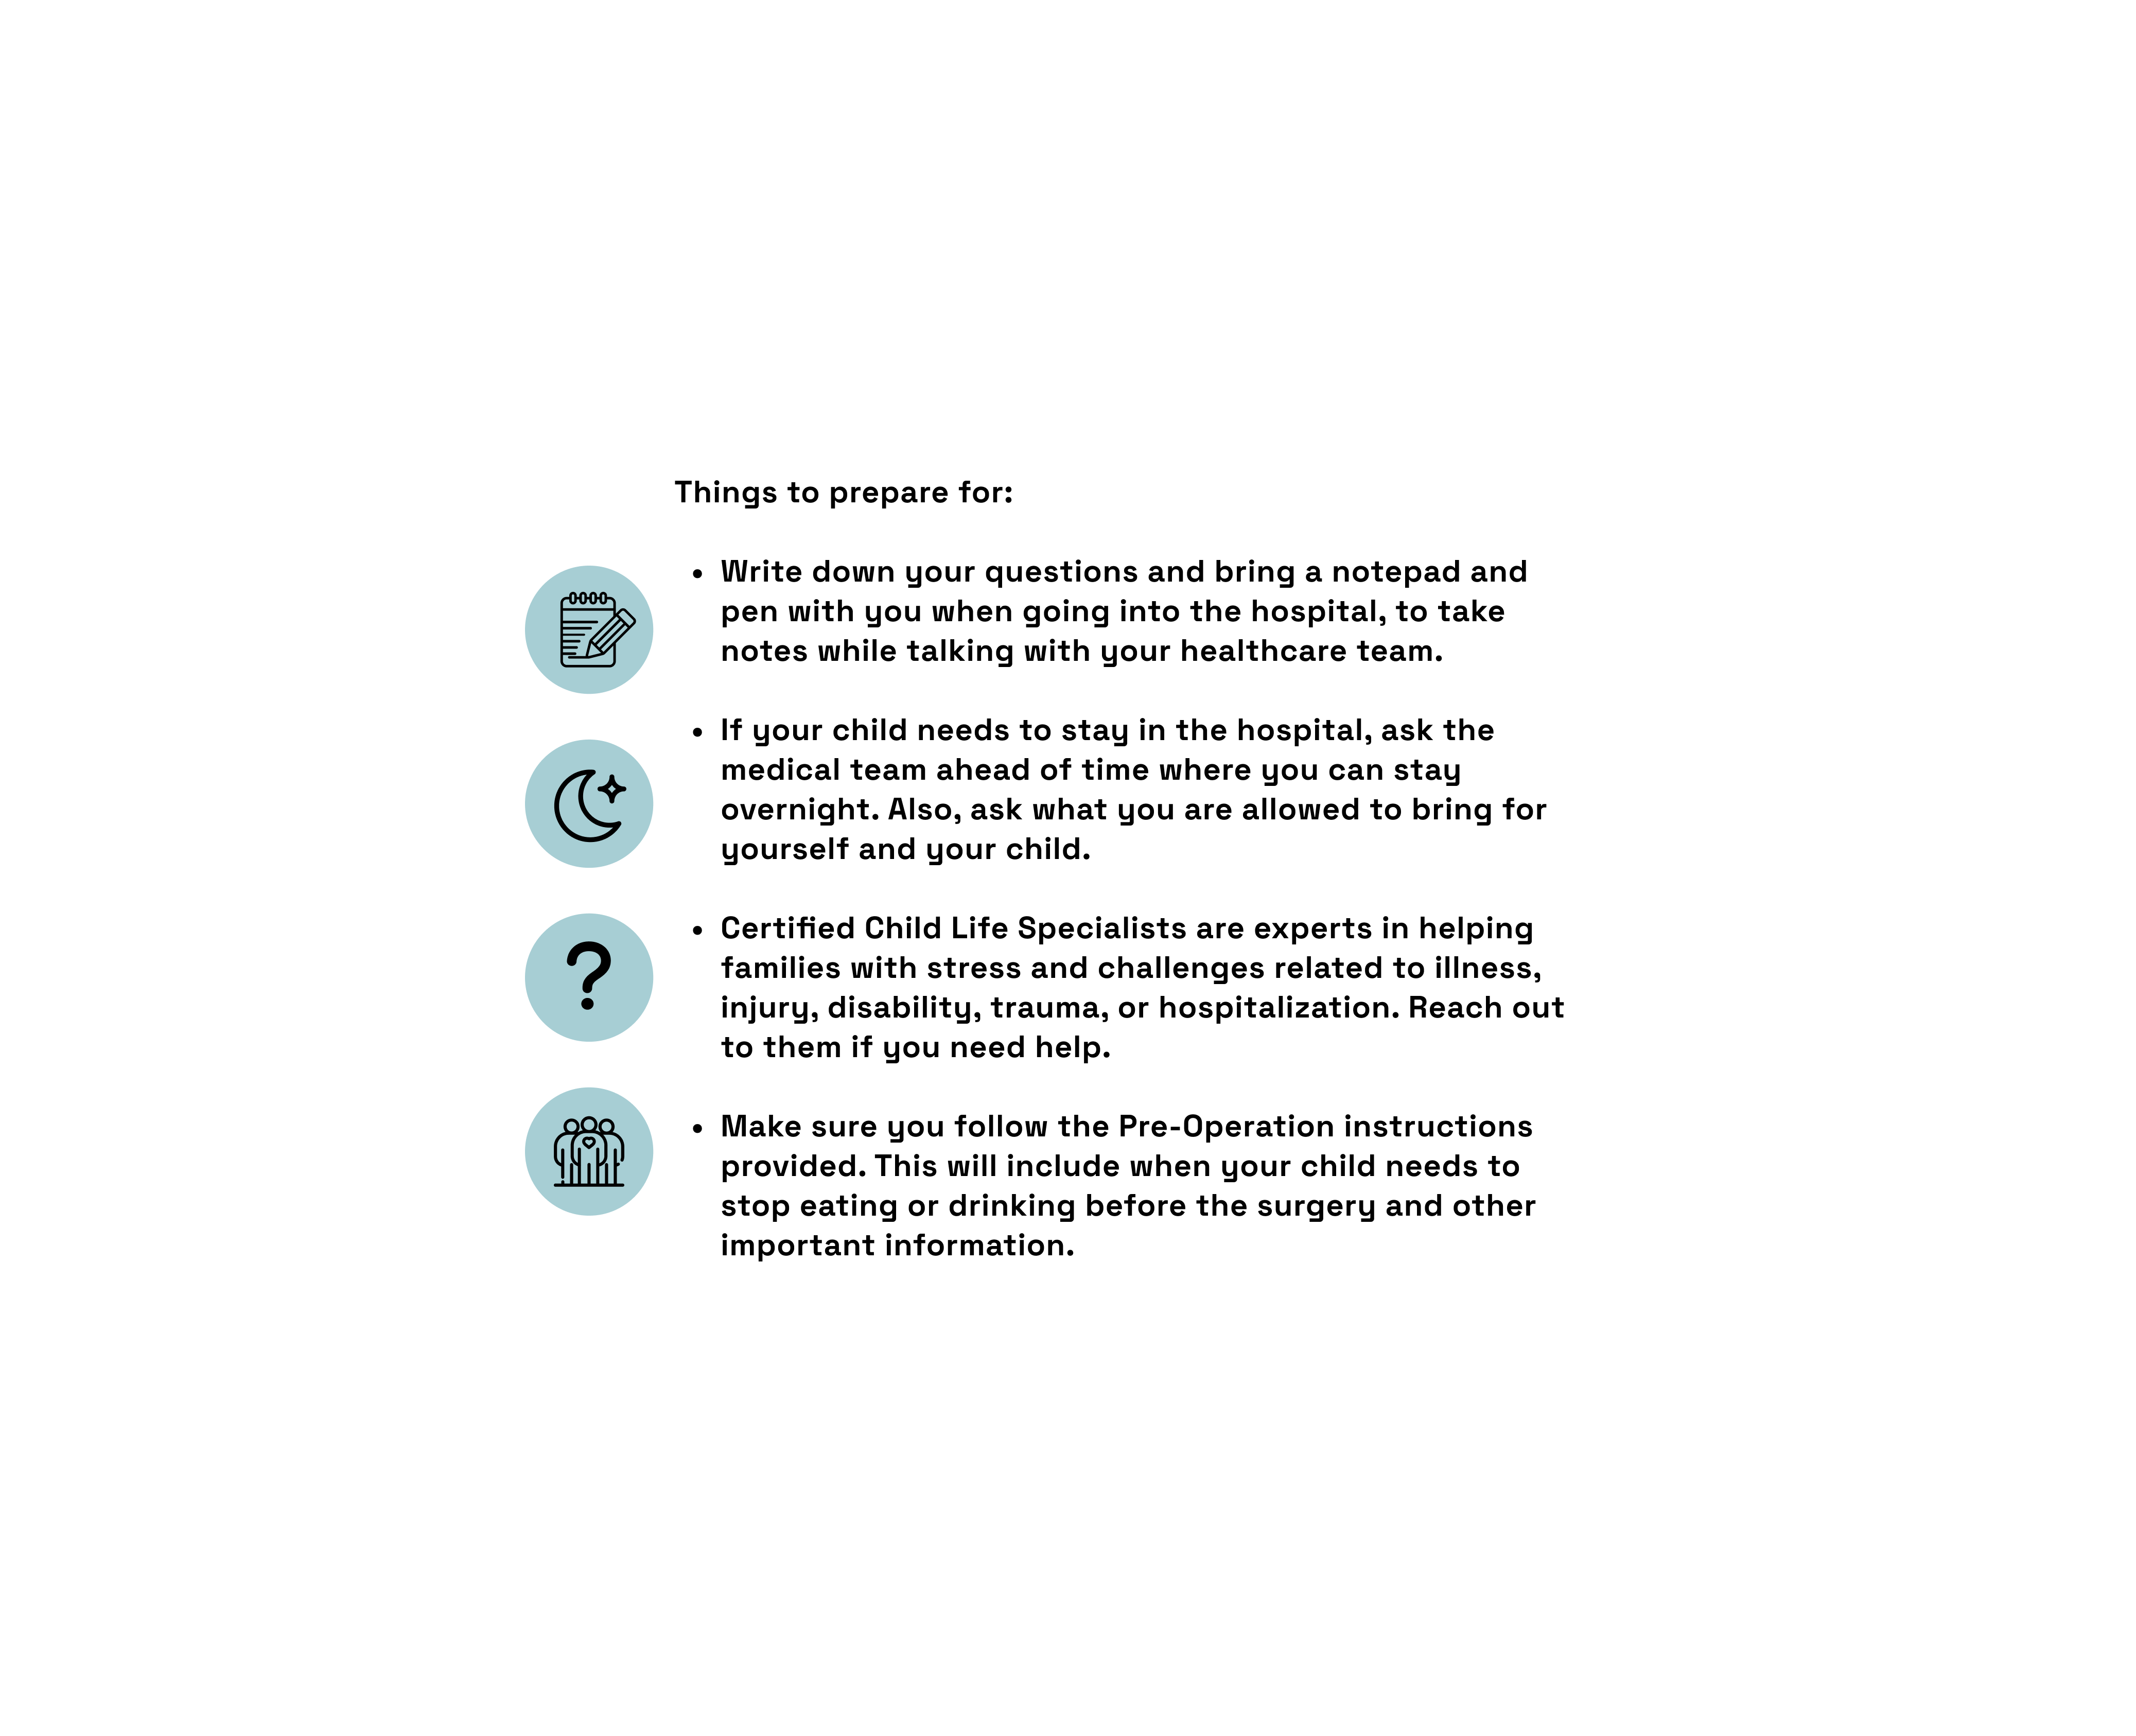 Things to prepare for:
• Write down your questions and bring a notepad and
pen with you when going into the hospital, to take
notes while talking with your healthcare team.
• If your child needs to stay in the hospital, ask the
medical team ahead of time where you can stay
overnight. Also, ask what you are allowed to bring for
yourself and your child.
• Certified Child Life Specialists are experts in helping
families with stress and challenges related to illness,
injury, disability, trauma, or hospitalization. Reach out
to them if you need help.
• Make sure you follow the Pre-Operation instructions
provided. This will include when your child needs to
stop eating or drinking before the surgery and other
important information.
?